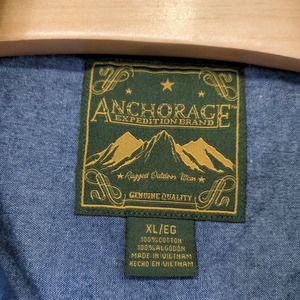 ANCHORAGE
EXPEDITION BRAND
Rugged Outdoor Wear
GENUINE QUALITY
XL/EG
100% COTTON
100% ALGODON
MADE IN VIETNAM
HECHO EN VIETNAM